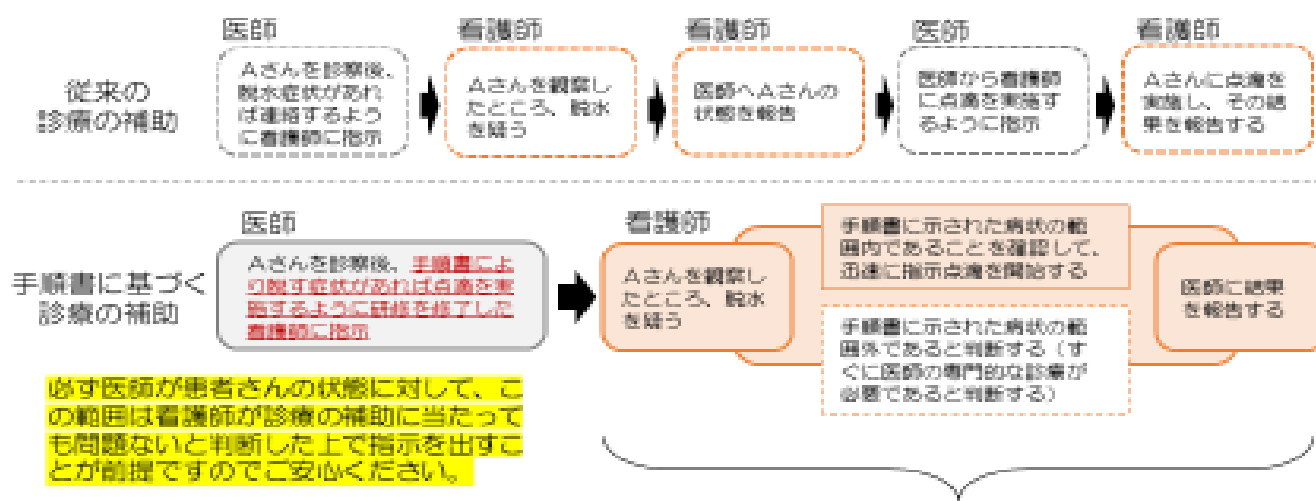 従来の
診療の補助
医師
Aさんを診察後、
脱水症状があれ
ば連絡するよう
に看護師に指示
看護師
Aさんを観察し
たところ、脱水
を疑う
看護師
医師へAさんの
状態を報告
医師
医師から看護師
に点滴を実施す
るように指示
看護師
Aさんに点滴を
実施し、その結
果を報告する
手順書に基づく
診療の補助
医師
Aさんを診察後、手順書によ
り脱す症状があれば点滴を実
施するように研修を修了した
看護師に指示
看護師
Aさんを観察し
たところ、脱水
を疑う
手順書に示された病状の範
囲内であることを確認して、
迅速に指示点滴を開始する
手順書に示された病状の範
囲外であると判断する（す
ぐに医師の専門的な診療が
必要であると判断する）
医師に結果
を報告する
必ず医師が患者さんの状態に対して、こ
の範囲は看護師が診療の補助に当たって
も問題ないと判断した上で指示を出すこ
とが前提ですのでご安心ください。